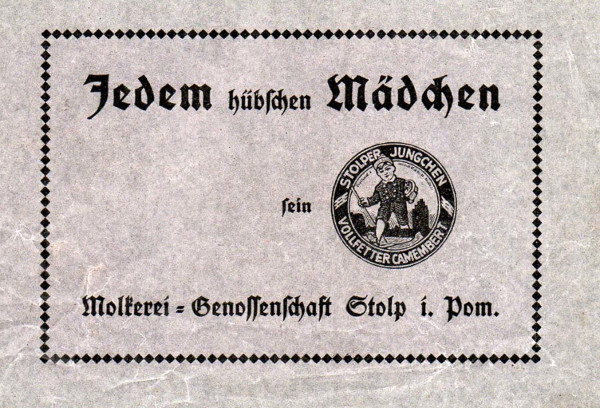 Jedem hübschen Mädchen
STOLPER JUNGCHEN
sein
VOLLFETTER CAMEMBERT
Molkerei = Genossenschaft Stolp i. Pom.